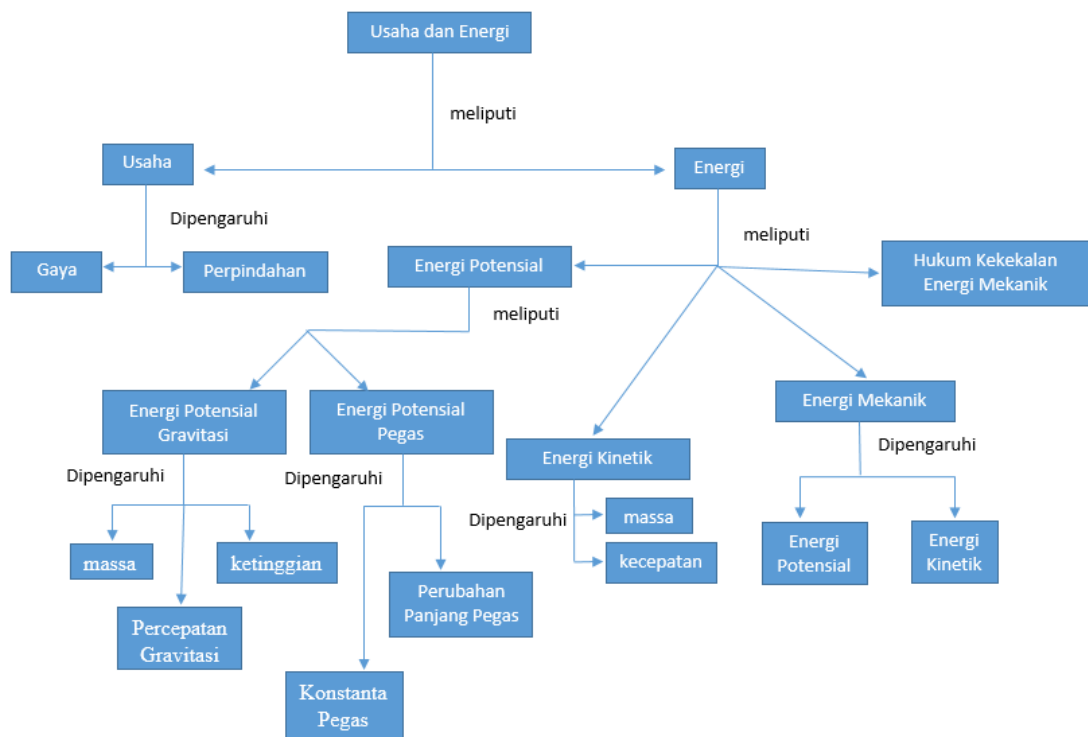 Usaha dan Energi
meliputi
Usaha
Energi
Dipengaruhi
meliputi
Gaya
Perpindahan
Energi Potensial
Hukum Kekekalan
Energi Mekanik
meliputi
Energi Potensial
Gravitasi
Energi Potensial
Pegas
Energi Mekanik
Energi Kinetik
Dipengaruhi
Dipengaruhi
Dipengaruhi
Dipengaruhi
massa
kecepatan
massa
ketinggian
Energi
Potensial
Energi
Kinetik
Perubahan
Panjang Pegas
Percepatan
Gravitasi
Konstanta
Pegas